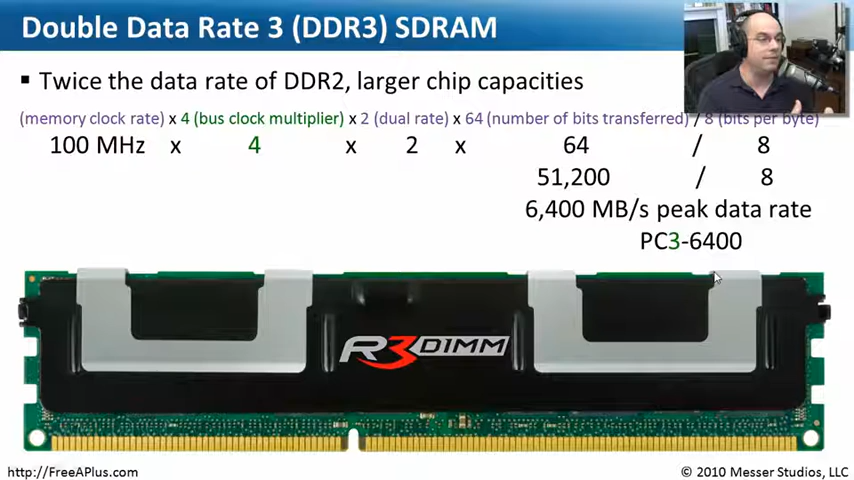 Double Data Rate 3 (DDR3) SDRAM
▪ Twice the data rate of DDR2, larger chip capacities
(memory clock rate) x 4 (bus clock multiplier) x 2 (dual rate) x 64 (number of bits transferred) / 8 (bits per byte)
100 MHz x 4 x 2 x 64 / 8
51,200 / 8
6,400 MB/s peak data rate
PC3-6400
R3D1MM
http://FreeAPlus.com
© 2010 Messer Studios, LLC